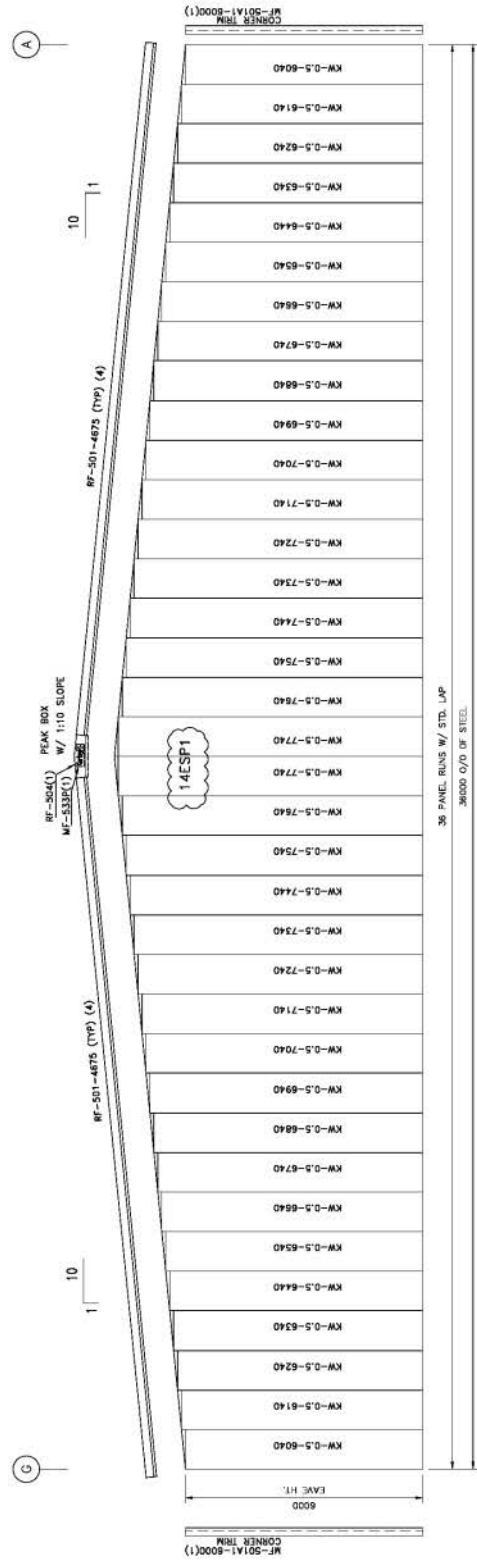 G
A
RF-504(1)
MF-533P(1)
PEAK BOX
W/ 1:10 SLOPE
RF-501-4675 (TYP) (4)
RF-501-4675 (TYP) (4)
10
1
10
1
14ESP1
MF-501A1-6000(1)
CORNER TRIM
6000
EAVE HT.
KW-0.5-6040
KW-0.5-6140
KW-0.5-6240
KW-0.5-6340
KW-0.5-6440
KW-0.5-6540
KW-0.5-6640
KW-0.5-6740
KW-0.5-6840
KW-0.5-6940
KW-0.5-7040
KW-0.5-7140
KW-0.5-7240
KW-0.5-7340
KW-0.5-7440
KW-0.5-7540
KW-0.5-7640
KW-0.5-7740
KW-0.5-7740
KW-0.5-7640
KW-0.5-7540
KW-0.5-7440
KW-0.5-7340
KW-0.5-7240
KW-0.5-7140
KW-0.5-7040
KW-0.5-6940
KW-0.5-6840
KW-0.5-6740
KW-0.5-6640
KW-0.5-6540
KW-0.5-6440
KW-0.5-6340
KW-0.5-6240
KW-0.5-6140
KW-0.5-6040
MF-501A1-6000(1)
CORNER TRIM
36 PANEL RUNS W/ STD. LAP
36000 O/O OF STEEL